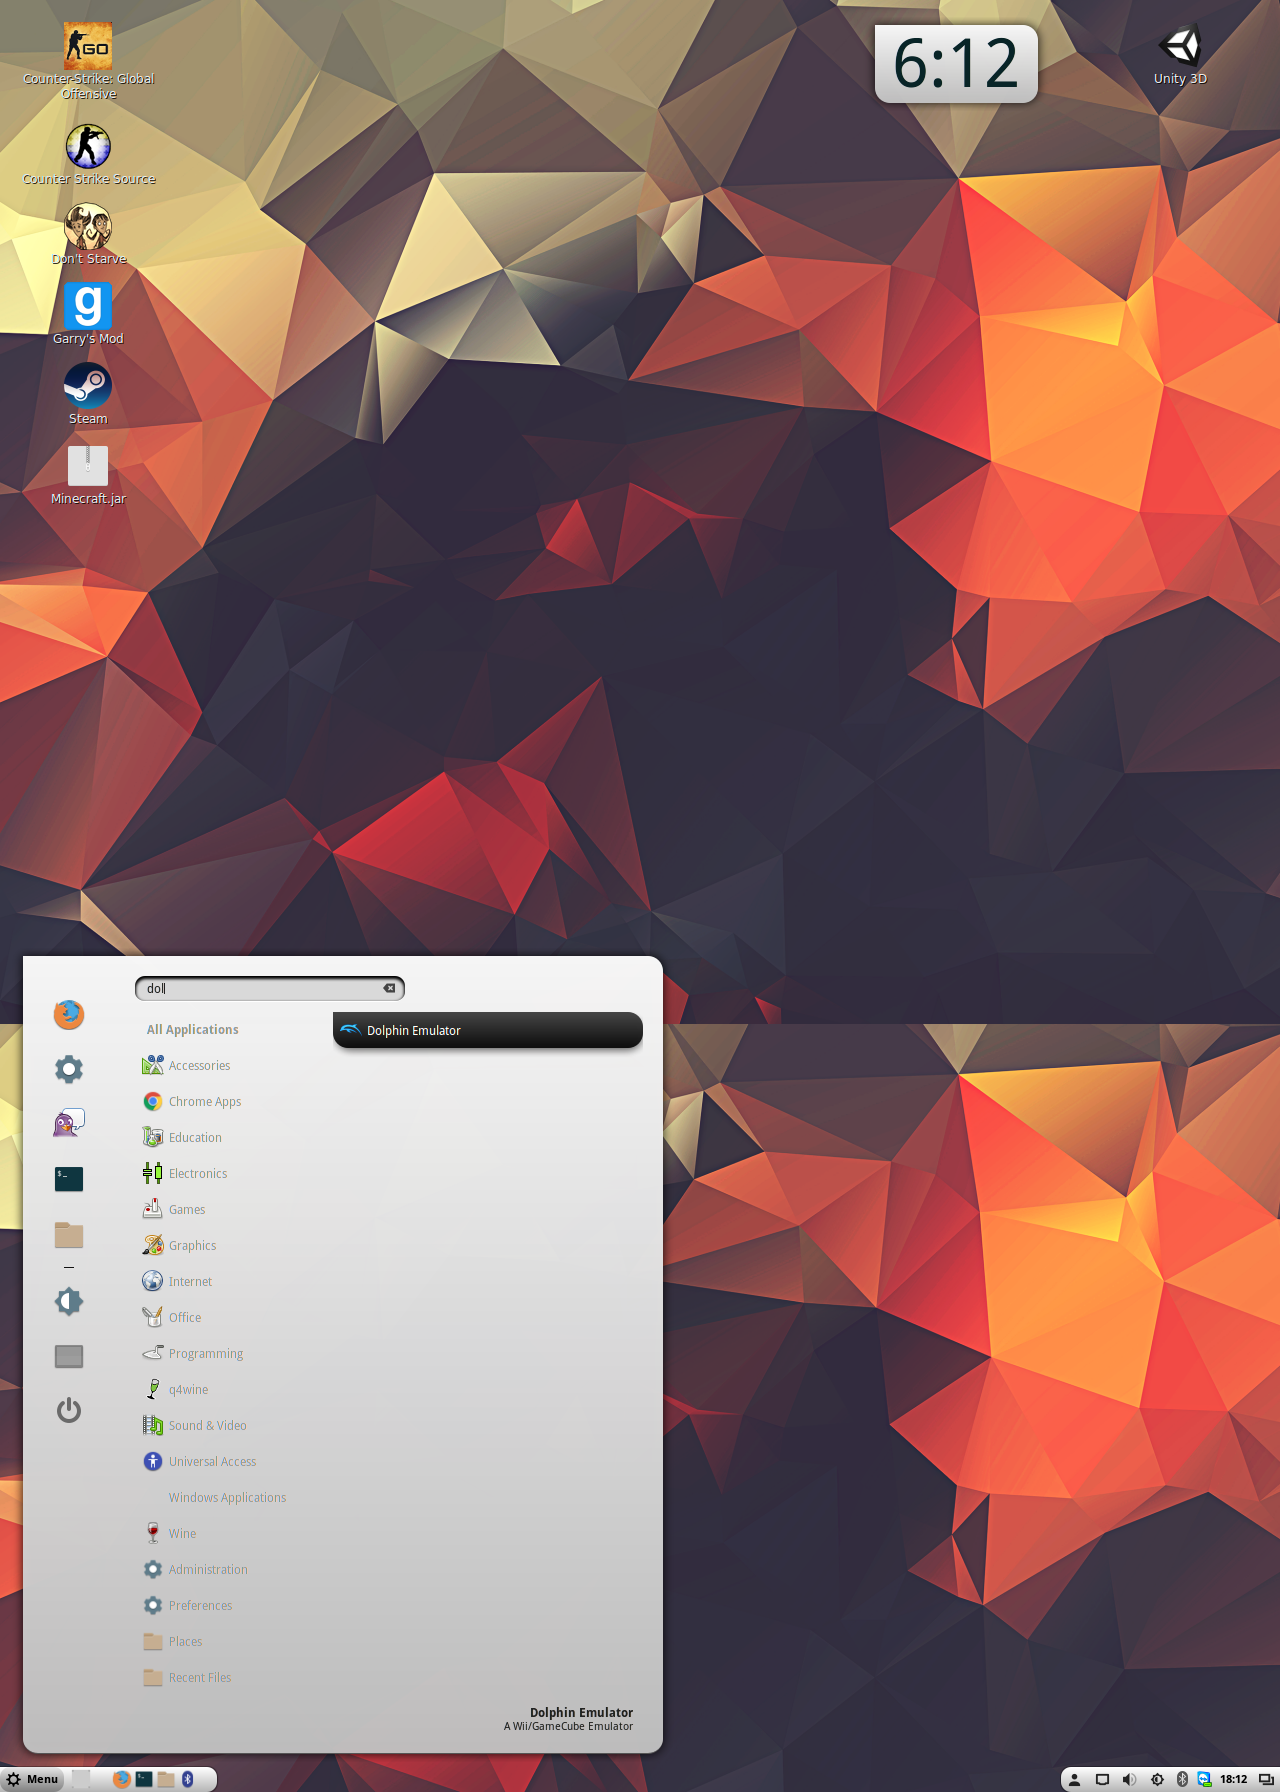 GO
Counter-Strike: Global
Offensive
Counter Strike Source
Don't Starve
g
Garry's Mod
Steam
Minecraft.jar
6:12
Unity 3D
dol
All Applications
Dolphin Emulator
Accessories
Chrome Apps
Education
Electronics
Games
Graphics
Internet
Office
Programming
q4wine
Sound & Video
Universal Access
Windows Applications
Wine
Administration
Preferences
Places
Recent Files
$_
Dolphin Emulator
A Wii/GameCube Emulator
Menu
18:12